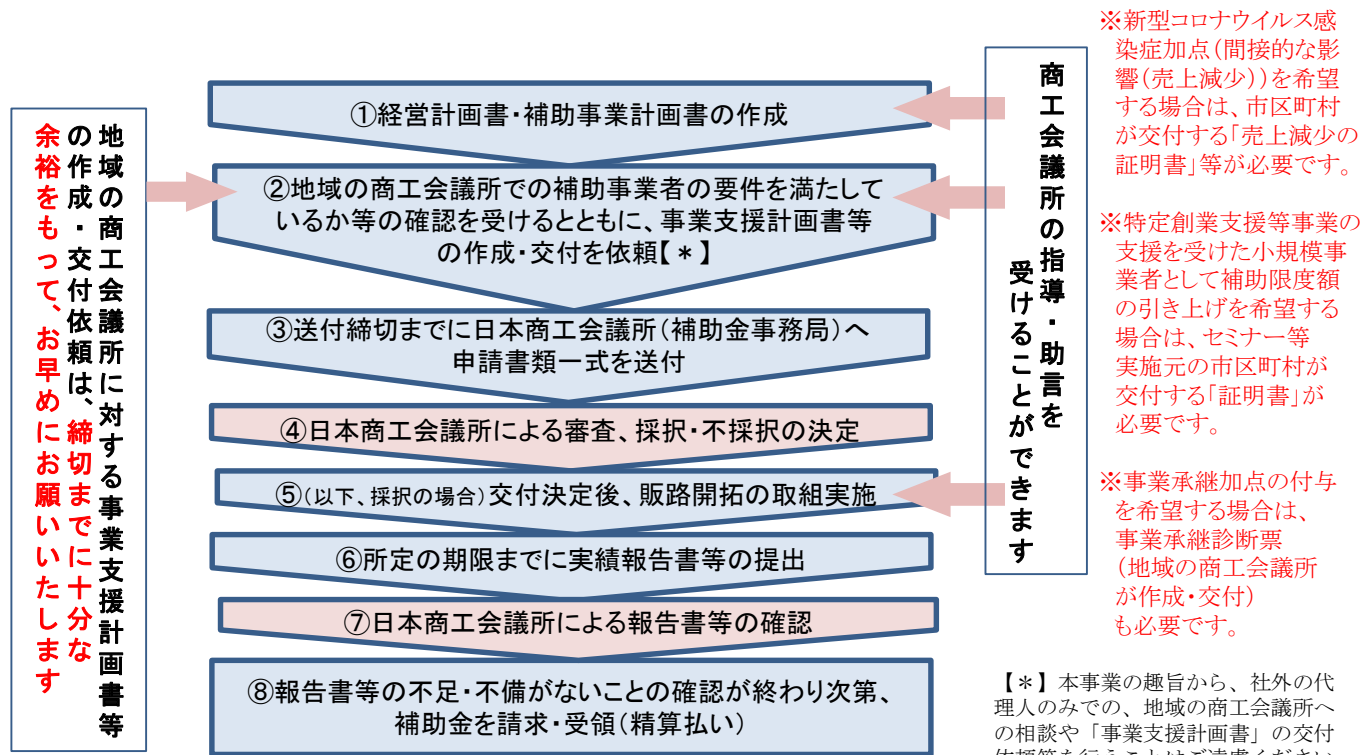 地域の商工会議所に対する事業支援計画書等
の作成・交付依頼は、締切までに十分な
余裕をもって、お早めにお願いいたします
①経営計画書・補助事業計画書の作成
②地域の商工会議所での補助事業者の要件を満たして
いるか等の確認を受けるとともに、事業支援計画書等
の作成・交付を依頼【*】
③送付締切までに日本商工会議所(補助金事務局)へ
申請書類一式を送付
④日本商工会議所による審査、採択・不採択の決定
⑤(以下、採択の場合)交付決定後、販路開拓の取組実施
⑥所定の期限までに実績報告書等の提出
⑦日本商工会議所による報告書等の確認
⑧報告書等の不足・不備がないことの確認が終わり次第、
補助金を請求・受領(精算払い)
商工会議所の指導・助言を
受けることができます
※新型コロナウイルス感
染症加点(間接的な影
響(売上減少))を希望
する場合は、市区町村
が交付する「売上減少の
証明書」等が必要です。
※特定創業支援等事業の
支援を受けた小規模事
業者として補助限度額
の引き上げを希望する
場合は、セミナー等
実施元の市区町村が
交付する「証明書」が
必要です。
※事業承継加点の付与
を希望する場合は、
事業承継診断票
(地域の商工会議所
が作成・交付)
も必要です。
【*】本事業の趣旨から、社外の代
理人のみでの、地域の商工会議所へ
の相談や「事業支援計画書」の交付
依頼等を行うことはご遠慮ください